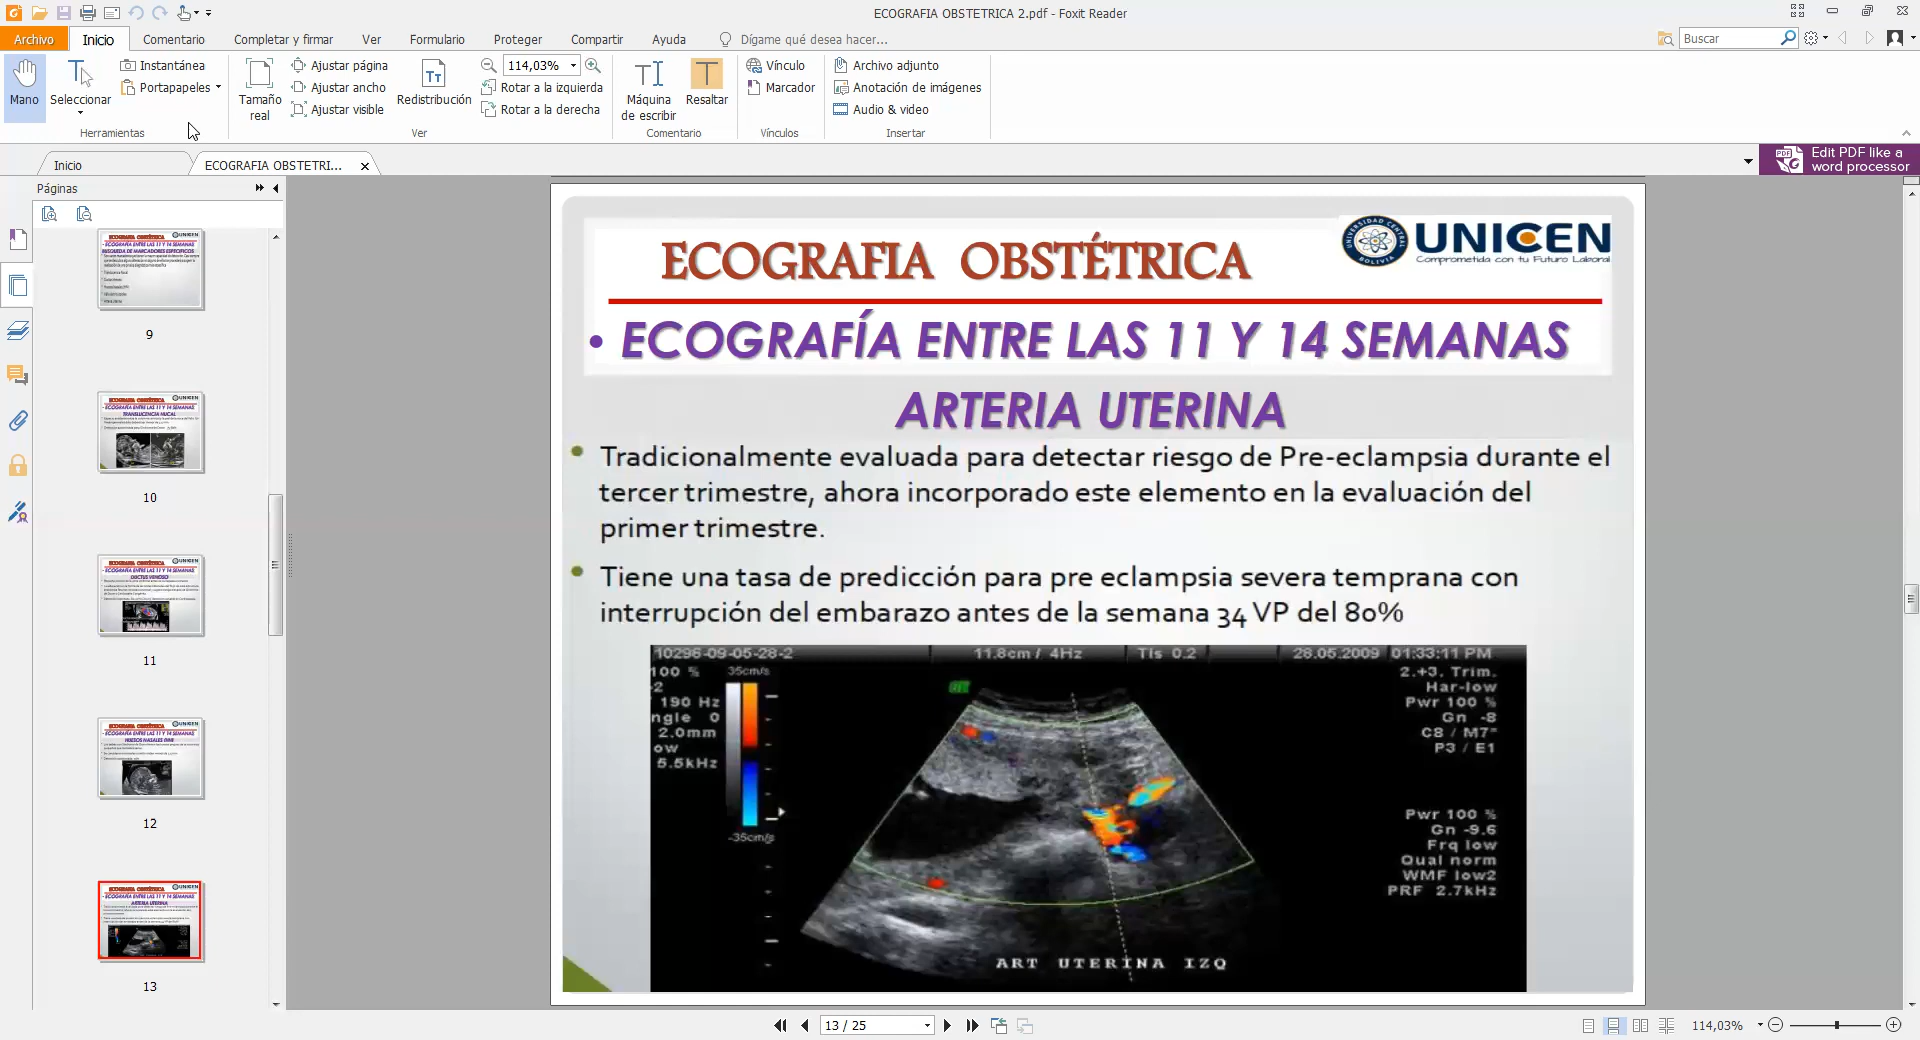 ECOGRAFIA OBSTETRICA 2.pdf - Foxit Reader
Archivo
Inicio
Comentario
Completar y firmar
Ver
Formulario
Proteger
Compartir
Ayuda
Dígame qué desea hacer...
Buscar
Mano
Seleccionar
Instantánea
Portapapeles
Herramientas
Tamaño
real
Ajustar página
Ajustar ancho
Ajustar visible
Redistribución
114,03%
Rotar a la izquierda
Rotar a la derecha
Ver
Máquina
de escribir
Resaltar
Comentario
Vínculo
Marcador
Vínculos
Archivo adjunto
Anotación de imágenes
Audio & video
Insertar
Inicio
ECOGRAFIA OBSTETRI...
Edit PDF like a
word processor
Páginas
9
10
11
12
13
ECOGRAFIA OBSTÉTRICA
UNIVERSIDAD CENTRAL
BOLIVIA
UNICEN
Comprometida con tu Futuro Laboral
• ECOGRAFÍA ENTRE LAS 11 Y 14 SEMANAS
ARTERIA UTERINA
• Tradicionalmente evaluada para detectar riesgo de Pre-eclampsia durante el
tercer trimestre, ahora incorporado este elemento en la evaluación del
primer trimestre.
• Tiene una tasa de predicción para pre eclampsia severa temprana con
interrupción del embarazo antes de la semana 34 VP del 80%
10296-09-05-28-2 11.8cm / 4Hz TIs 0.2 28.05.2009 01:33:11 PM
100 %
-2
190 Hz
ngle 0
2.0mm
ow
5.5kHz
35cm/s
-35cm/s
2.+3. Trim.
Har-low
Pwr 100 %
Gn -8
C8 / M7
P3 / E1
Pwr 100 %
Gn -9.6
Frq low
Qual norm
WMF low2
PRF 2.7kHz
ART UTERINA IZQ
13 / 25
114,03%